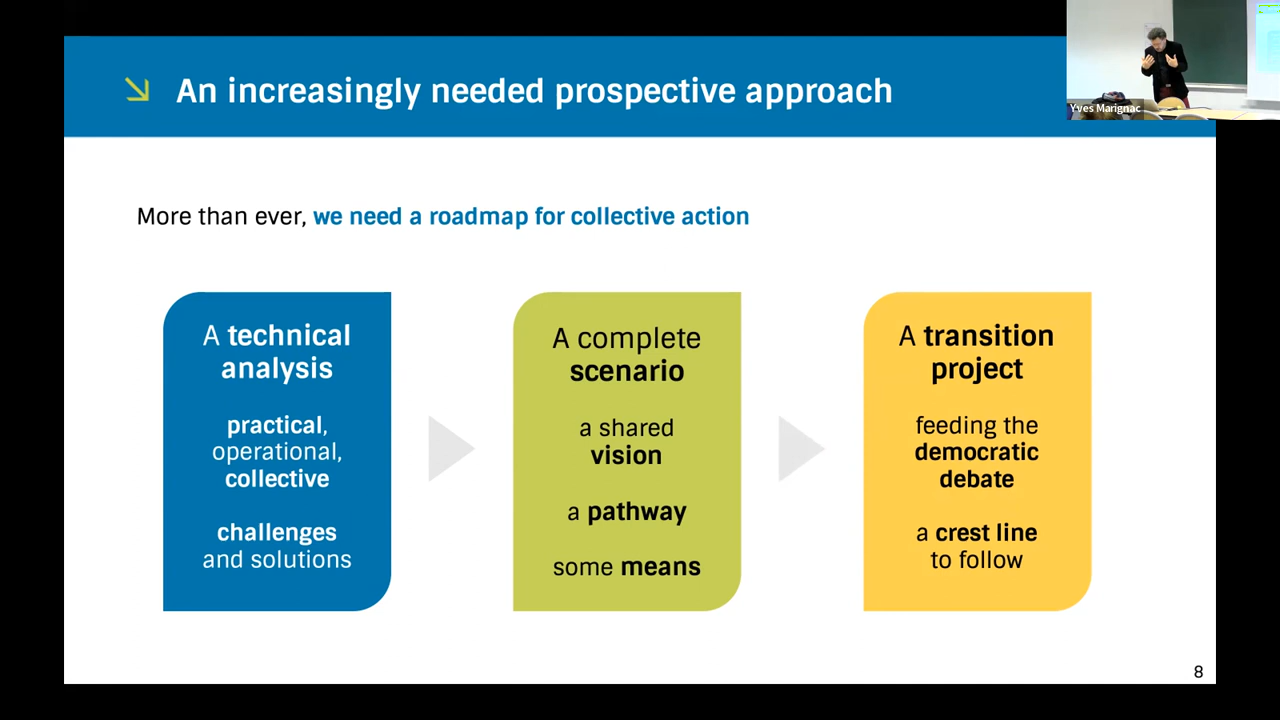 An increasingly needed prospective approach
Yves Marignac
More than ever, we need a roadmap for collective action
A technical
analysis
practical,
operational,
collective
challenges
and solutions
A complete
scenario
a shared
vision
a pathway
some means
A transition
project
feeding the
democratic
debate
a crest line
to follow
8